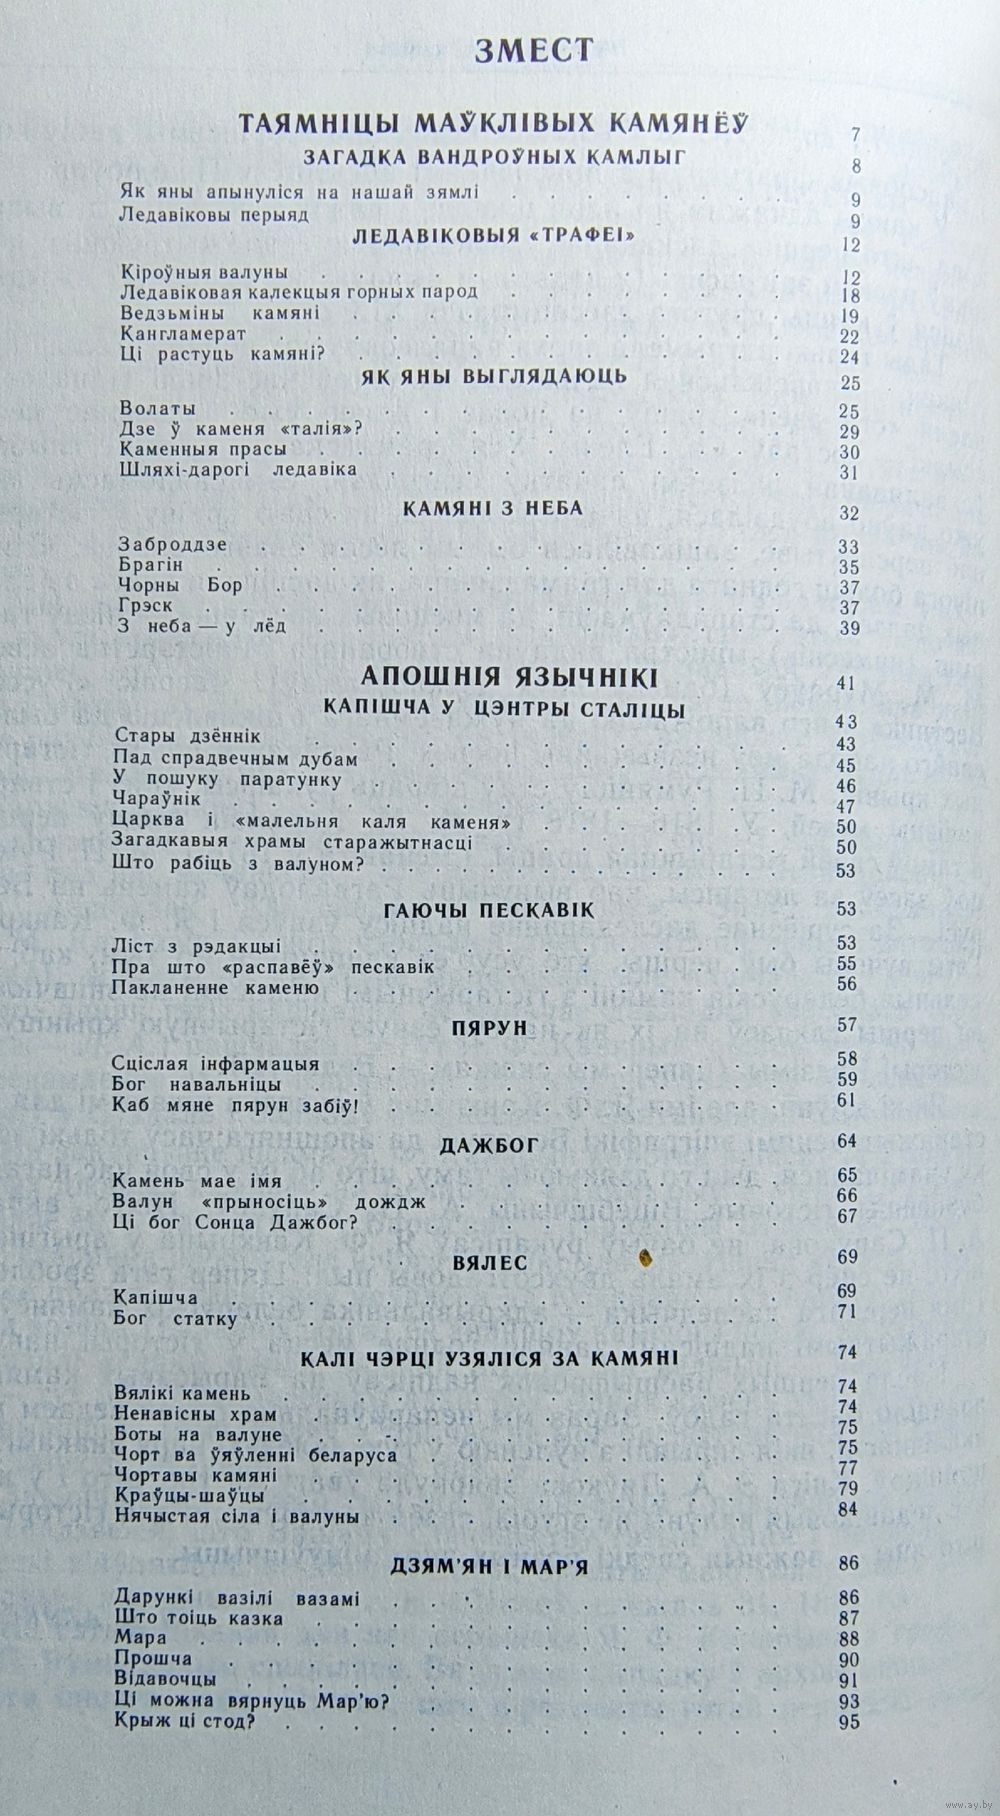 ЗМЕСТ
ТАЯМНІЦЫ МАЎКЛІВЫХ КАМЯНЁЎ 7
ЗАГАДКА ВАНДРОЎНЫХ КАМЛЫГ 8
Як яны апынуліся на нашай зямлі . . . . . . . . 9
Ледавіковы перыяд 9
ЛЕДАВІКОВЫЯ «ТРАФЕІ» 12
Кіроўныя валуны . . . . . . . . . . . . . . . 12
Ледавіковая калекцыя горных парод . . . . . . . . 18
Ведзьміны камяні . . . . . . . . . . . . . . 19
Кангламерат . . . . . . . . . . . . . . . . 22
Ці растуць камяні? . . . . . . . . . . . . . . 24
ЯК ЯНЫ ВЫГЛЯДАЮЦЬ 25
Волаты . . . . . . . . . . . . . . . . . . 25
Дзе ў каменя «талія»? . . . . . . . . . . . . 29
Каменныя прасы . . . . . . . . . . . . . . . 30
Шляхі-дарогі ледавіка . . . . . . . . . . . . . 31
КАМЯНІ З НЕБА 32
Заброддзе . . . . . . . . . . . . . . . . . 33
Брагін . . . . . . . . . . . . . . . . . . 35
Чорны Бор . . . . . . . . . . . . . . . . . 37
Грэск . . . . . . . . . . . . . . . . . . . 37
З неба — у лёд . . . . . . . . . . . . . . . 39
АПОШНІЯ ЯЗЫЧНІКІ 41
КАПІШЧА У ЦЭНТРЫ СТАЛІЦЫ 43
Стары дзённік . . . . . . . . . . . . . . . 43
Пад спрадвечным дубам . . . . . . . . . . . . 45
У пошуку паратунку . . . . . . . . . . . . . 46
Чараўнік . . . . . . . . . . . . . . . . . . 47
Царква і «малельня каля каменя» . . . . . . . . 50
Загадкавыя храмы старажытнасці . . . . . . . . 50
Што рабіць з валуном? . . . . . . . . . . . . . 53
ГАЮЧЫ ПЕСКАВІК 53
Ліст з рэдакцыі . . . . . . . . . . . . . . . 53
Пра што «распавёў» пескавік . . . . . . . . . . 55
Пакланенне каменю . . . . . . . . . . . . . . 56
ПЯРУН 57
Сціслая інфармацыя . . . . . . . . . . . . . . 58
Бог навальніцы . . . . . . . . . . . . . . . 59
Каб мяне пярун забіў! . . . . . . . . . . . . 61
ДАЖБОГ 64
Камень мае імя . . . . . . . . . . . . . . . 65
Валун «прыносіць» дождж . . . . . . . . . . . 66
Ці бог Сонца Дажбог? . . . . . . . . . . . . . 67
ВЯЛЕС 69
Капішча . . . . . . . . . . . . . . . . . . 69
Бог статку . . . . . . . . . . . . . . . . . 71
КАЛІ ЧЭРЦІ УЗЯЛІСЯ ЗА КАМЯНІ 74
Вялікі камень . . . . . . . . . . . . . . . . 74
Ненавісны храм . . . . . . . . . . . . . . . 74
Боты на валуне . . . . . . . . . . . . . . . 75
Чорт ва ўяўленні беларуса . . . . . . . . . . . 75
Чортавы камяні . . . . . . . . . . . . . . . 77
Краўцы-шаўцы . . . . . . . . . . . . . . . . 79
Нячыстая сіла і валуны . . . . . . . . . . . . 84
ДЗЯМ'ЯН І МАР'Я 86
Дарункі вазілі вазамі . . . . . . . . . . . . 86
Што тоіць казка . . . . . . . . . . . . . . . 87
Мара . . . . . . . . . . . . . . . . . . . 88
Прошча . . . . . . . . . . . . . . . . . . 90
Відавочцы . . . . . . . . . . . . . . . . . 91
Ці можна вярнуць Мар'ю? . . . . . . . . . . . 93
Крыж ці стод? . . . . . . . . . . . . . . . . 95
www.ay.by